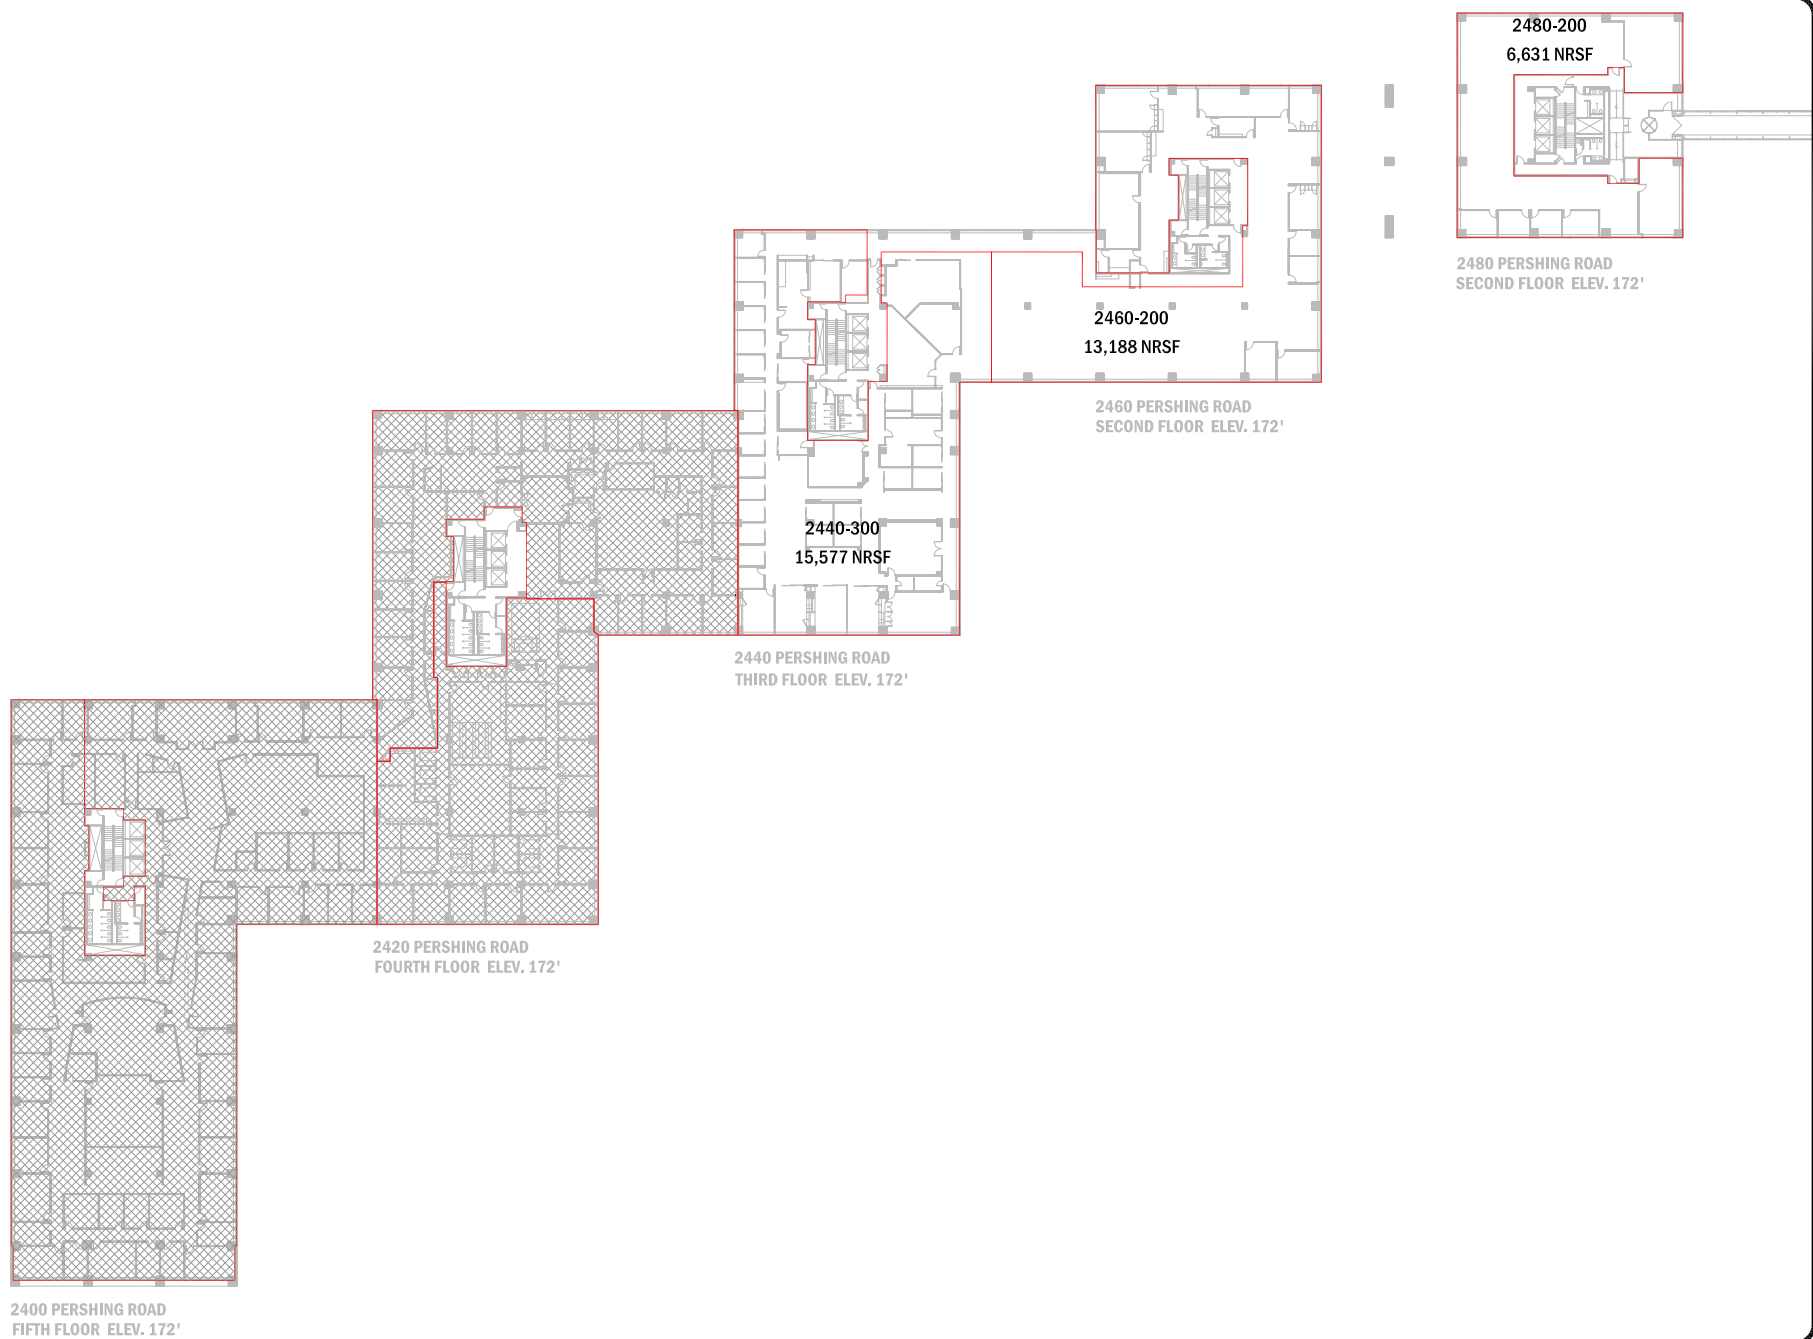 2480-200
6,631 NRSF
2480 PERSHING ROAD
SECOND FLOOR ELEV. 172'
2460-200
13,188 NRSF
2460 PERSHING ROAD
SECOND FLOOR ELEV. 172'
2440-300
15,577 NRSF
2440 PERSHING ROAD
THIRD FLOOR ELEV. 172'
2420 PERSHING ROAD
FOURTH FLOOR ELEV. 172'
2400 PERSHING ROAD
FIFTH FLOOR ELEV. 172'